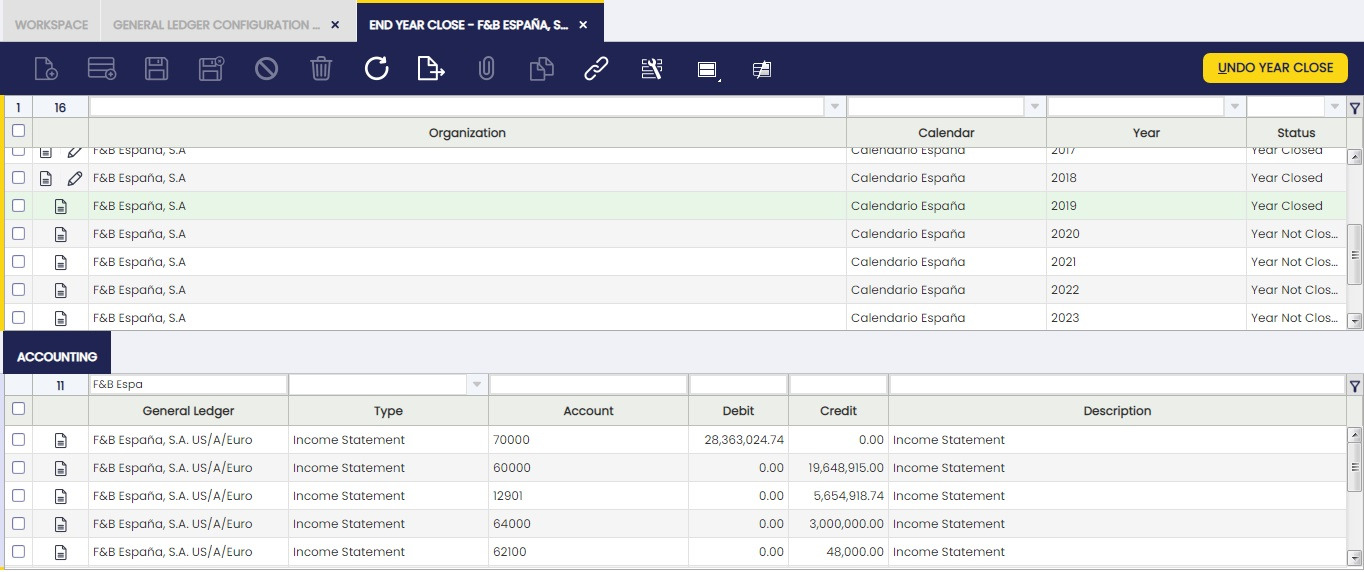 WORKSPACE GENERAL LEDGER CONFIGURATION ... × END YEAR CLOSE - F&B ESPAÑA, S... ×
UNDO YEAR CLOSE
1 16
Organization Calendar Year Status
F&B España, S.A Calendario España 2017 Year Closed
F&B España, S.A Calendario España 2018 Year Closed
F&B España, S.A Calendario España 2019 Year Closed
F&B España, S.A Calendario España 2020 Year Not Clos...
F&B España, S.A Calendario España 2021 Year Not Clos...
F&B España, S.A Calendario España 2022 Year Not Clos...
F&B España, S.A Calendario España 2023 Year Not Clos...
ACCOUNTING
11 F&B Espa
General Ledger Type Account Debit Credit Description
F&B España, S.A. US/A/Euro Income Statement 70000 28,363,024.74 0.00 Income Statement
F&B España, S.A. US/A/Euro Income Statement 60000 0.00 19,648,915.00 Income Statement
F&B España, S.A. US/A/Euro Income Statement 12901 0.00 5,654,918.74 Income Statement
F&B España, S.A. US/A/Euro Income Statement 64000 0.00 3,000,000.00 Income Statement
F&B España, S.A. US/A/Euro Income Statement 62100 0.00 48,000.00 Income Statement